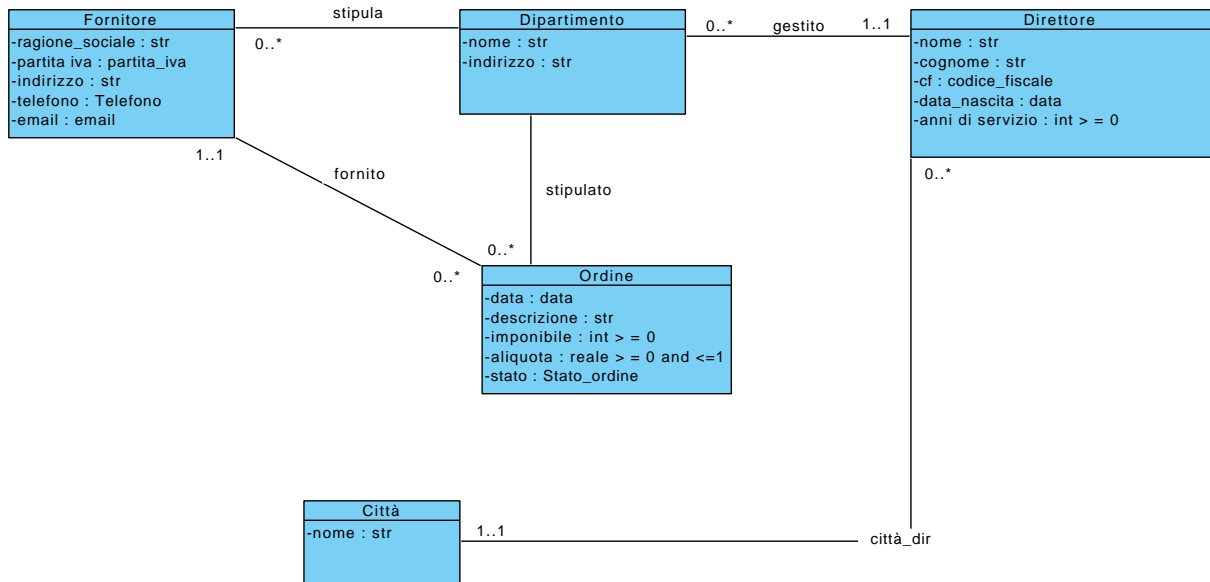 stipula
Fornitore
-ragione_sociale : str
-partita iva : partita_iva
-indirizzo : str
-telefono : Telefono
-email : email
0..*
Dipartimento
-nome : str
-indirizzo : str
0..*
gestito
1..1
Direttore
-nome : str
-cognome : str
-cf : codice_fiscale
-data_nascita : data
-anni di servizio : int > = 0
1..1
fornito
stipulato
0..*
0..*
0..*
Ordine
-data : data
-descrizione : str
-imponibile : int > = 0
-aliquota : reale > = 0 and <=1
-stato : Stato_ordine
Città
-nome : str
1..1
città_dir